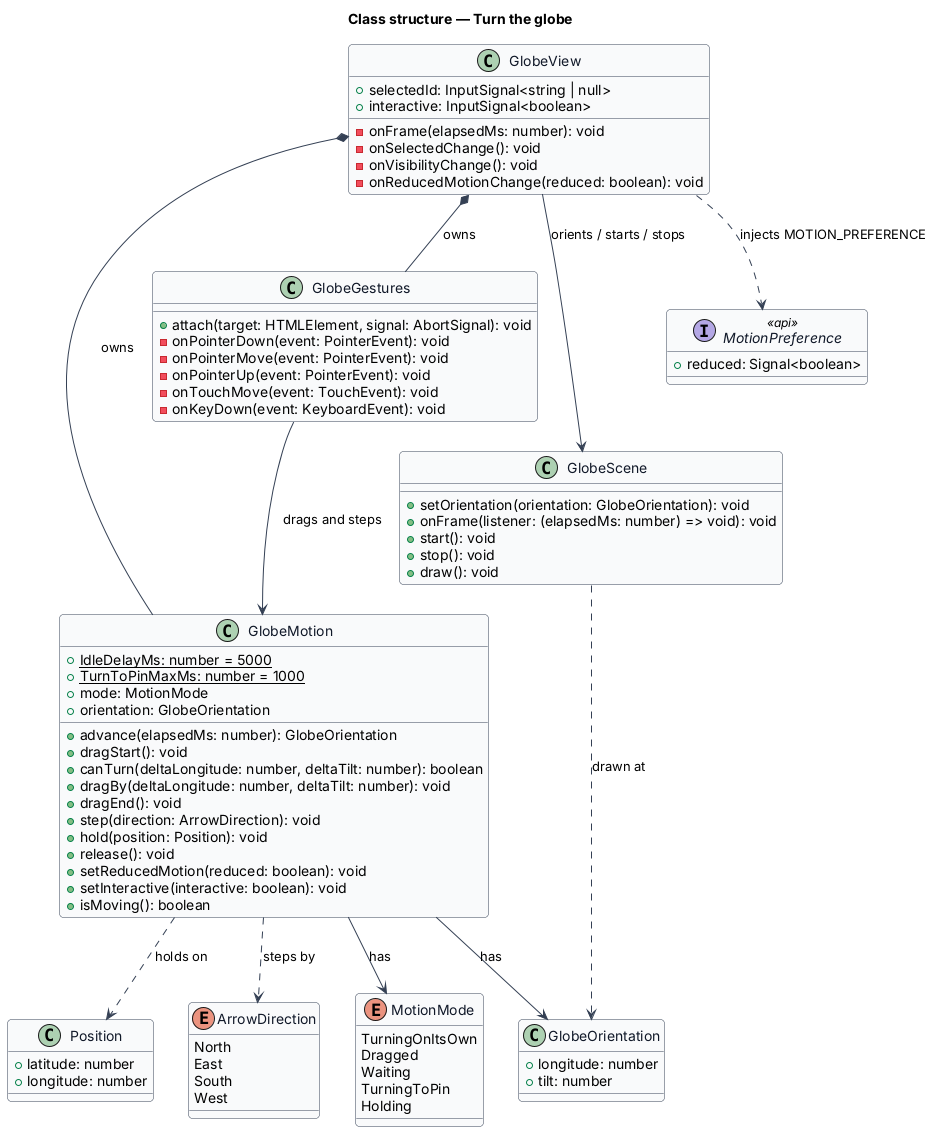 Class structure — Turn the globe
C GlobeView
selectedId: InputSignal<string | null>
interactive: InputSignal<boolean>
onFrame(elapsedMs: number): void
onSelectedChange(): void
onVisibilityChange(): void
onReducedMotionChange(reduced: boolean): void
owns
orients / starts / stops
injects MOTION_PREFERENCE
C GlobeGestures
attach(target: HTMLElement, signal: AbortSignal): void
onPointerDown(event: PointerEvent): void
onPointerMove(event: PointerEvent): void
onPointerUp(event: PointerEvent): void
onTouchMove(event: TouchEvent): void
onKeyDown(event: KeyboardEvent): void
I «api»
MotionPreference
reduced: Signal<boolean>
owns
C GlobeScene
setOrientation(orientation: GlobeOrientation): void
onFrame(listener: (elapsedMs: number) => void): void
start(): void
stop(): void
draw(): void
drags and steps
C GlobeMotion
IdleDelayMs: number = 5000
TurnToPinMaxMs: number = 1000
mode: MotionMode
orientation: GlobeOrientation
advance(elapsedMs: number): GlobeOrientation
dragStart(): void
canTurn(deltaLongitude: number, deltaTilt: number): boolean
dragBy(deltaLongitude: number, deltaTilt: number): void
dragEnd(): void
step(direction: ArrowDirection): void
hold(position: Position): void
release(): void
setReducedMotion(reduced: boolean): void
setInteractive(interactive: boolean): void
isMoving(): boolean
drawn at
holds on
steps by
has
has
C Position
latitude: number
longitude: number
E ArrowDirection
North
East
South
West
E MotionMode
TurningOnItsOwn
Dragged
Waiting
TurningToPin
Holding
C GlobeOrientation
longitude: number
tilt: number